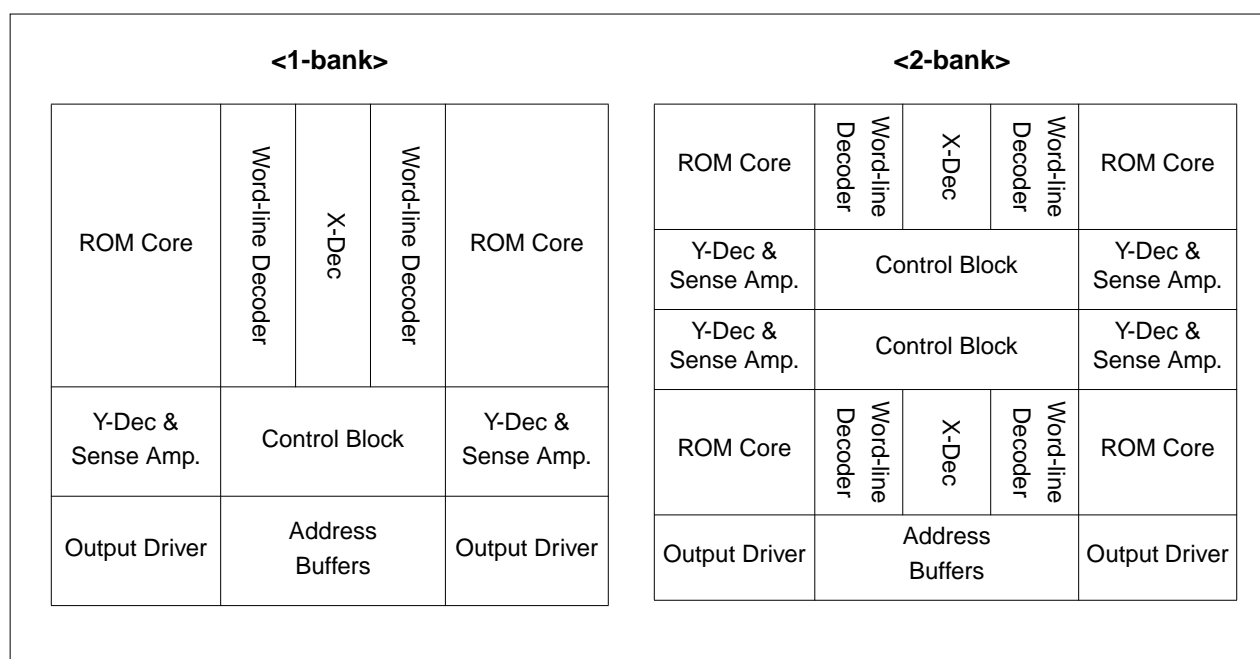 <1-bank>
ROM Core
Word-line Decoder
X-Dec
Word-line Decoder
ROM Core
Y-Dec &
Sense Amp.
Control Block
Y-Dec &
Sense Amp.
Output Driver
Address
Buffers
Output Driver
<2-bank>
ROM Core
Word-line
Decoder
X-Dec
Word-line
Decoder
ROM Core
Y-Dec &
Sense Amp.
Control Block
Y-Dec &
Sense Amp.
Y-Dec &
Sense Amp.
Control Block
Y-Dec &
Sense Amp.
ROM Core
Word-line
Decoder
X-Dec
Word-line
Decoder
ROM Core
Output Driver
Address
Buffers
Output Driver